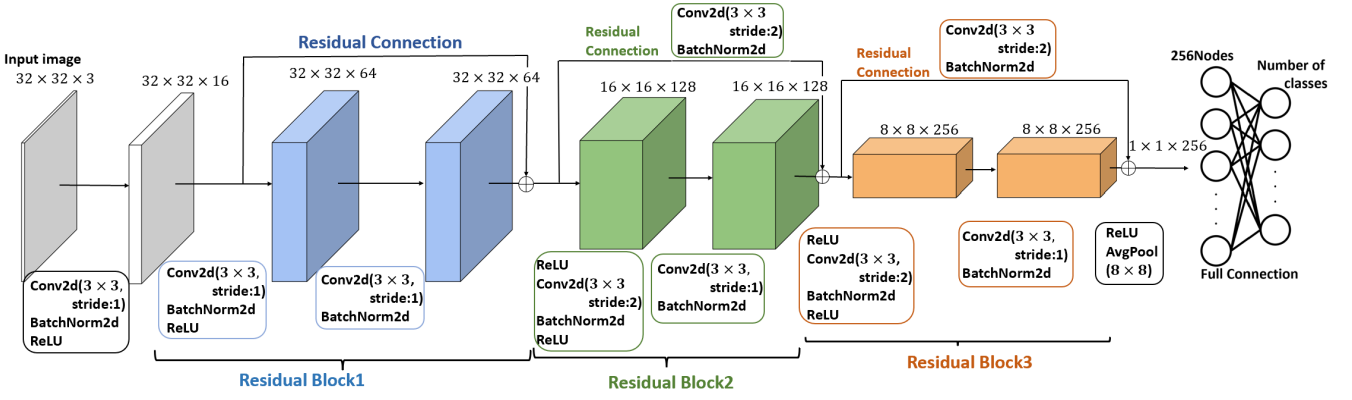 Input image
32 × 32 × 3
32 × 32 × 16
Residual Connection
32 × 32 × 64
32 × 32 × 64
Residual
Connection
Conv2d(3 × 3
stride:2)
BatchNorm2d
16 × 16 × 128
16 × 16 × 128
Residual
Connection
Conv2d(3 × 3
stride:2)
BatchNorm2d
8 × 8 × 256
8 × 8 × 256
1 × 1 × 256
256Nodes
Number of
classes
Full Connection
Conv2d(3 × 3,
stride:1)
BatchNorm2d
ReLU
Conv2d(3 × 3,
stride:1)
BatchNorm2d
ReLU
Conv2d(3 × 3,
stride:1)
BatchNorm2d
ReLU
Conv2d(3 × 3
stride:2)
BatchNorm2d
ReLU
Conv2d(3 × 3,
stride:1)
BatchNorm2d
ReLU
Conv2d(3 × 3,
stride:2)
BatchNorm2d
ReLU
Conv2d(3 × 3,
stride:1)
BatchNorm2d
ReLU
AvgPool
(8 × 8)
Residual Block1
Residual Block2
Residual Block3